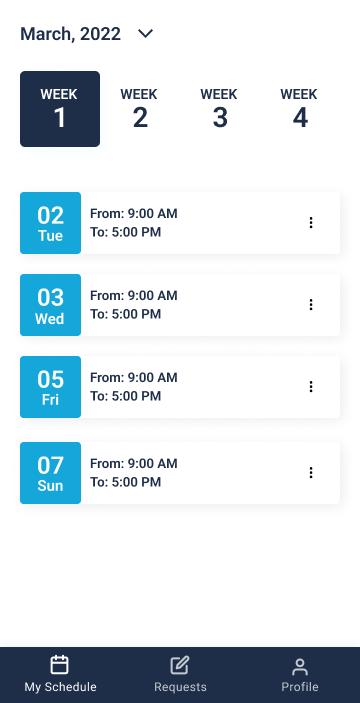 March, 2022
WEEK
1
WEEK
2
WEEK
3
WEEK
4
02
Tue
From: 9:00 AM
To: 5:00 PM
03
Wed
From: 9:00 AM
To: 5:00 PM
05
Fri
From: 9:00 AM
To: 5:00 PM
07
Sun
From: 9:00 AM
To: 5:00 PM
My Schedule
Requests
Profile